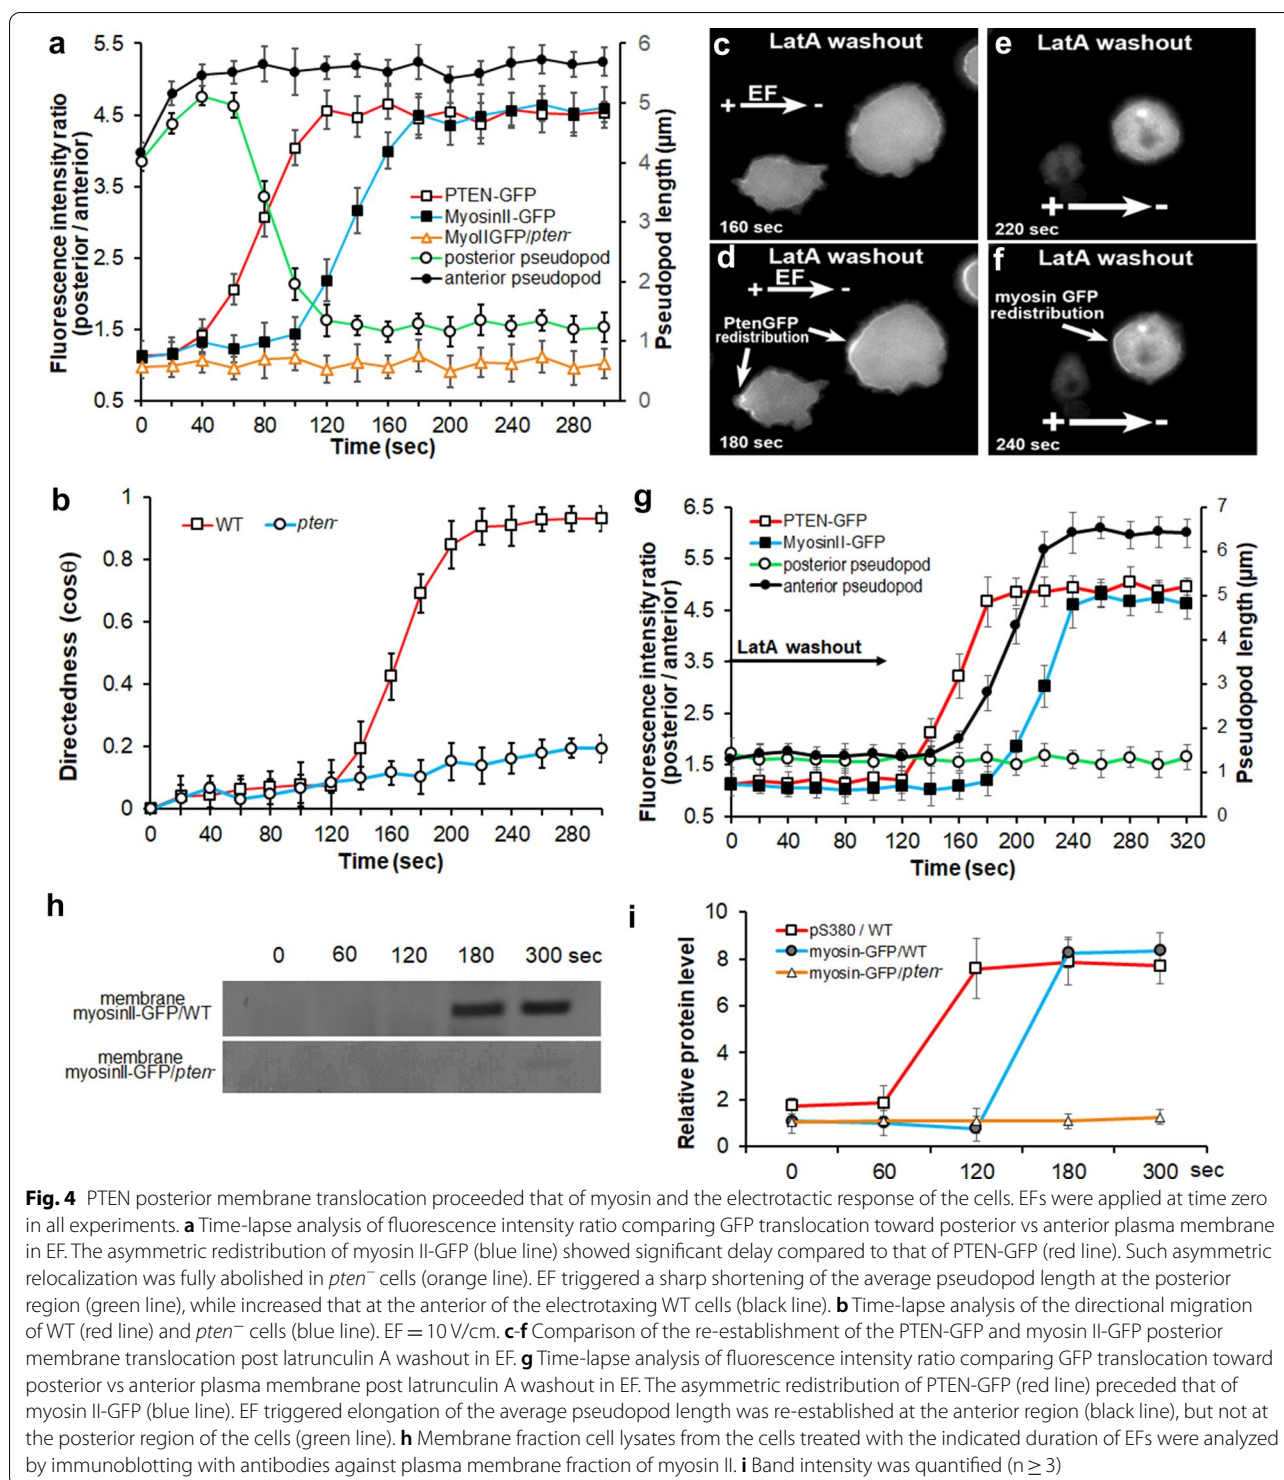 a
5.5
4.5
3.5
2.5
1.5
0.5
Fluorescence intensity ratio
(posterior / anterior)
6
5
4
3
2
1
0
Pseudopod length (µm)
PTEN-GFP
MyosinII-GFP
MyoIIGFP/pten-
posterior pseudopod
anterior pseudopod
0 40 80 120 160 200 240 280
Time (sec)
c
LatA washout
EF
+ -
160 sec
e
LatA washout
+ -
220 sec
d
LatA washout
EF
+ -
PtenGFP
redistribution
180 sec
f
LatA washout
myosin GFP
redistribution
+ -
240 sec
b
1
0.8
0.6
0.4
0.2
0
Directedness (cosθ)
WT pten-
0 40 80 120 160 200 240 280
Time (sec)
g
6.5
5.5
4.5
3.5
2.5
1.5
0.5
Fluorescence intensity ratio
(posterior / anterior)
7
6
5
4
3
2
1
0
Pseudopod length (µm)
PTEN-GFP
MyosinII-GFP
posterior pseudopod
anterior pseudopod
LatA washout
0 40 80 120 160 200 240 280 320
Time (sec)
h
0 60 120 180 300 sec
membrane
myosinII-GFP/WT
membrane
myosinII-GFP/pten-
i
10
8
6
4
2
0
Relative protein level
pS380 / WT
myosin-GFP/WT
myosin-GFP/pten-
0 60 120 180 300 sec
Fig. 4 PTEN posterior membrane translocation proceeded that of myosin and the electrotactic response of the cells. EFs were applied at time zero
in all experiments. a Time-lapse analysis of fluorescence intensity ratio comparing GFP translocation toward posterior vs anterior plasma membrane
in EF. The asymmetric redistribution of myosin II-GFP (blue line) showed significant delay compared to that of PTEN-GFP (red line). Such asymmetric
relocalization was fully abolished in pten− cells (orange line). EF triggered a sharp shortening of the average pseudopod length at the posterior
region (green line), while increased that at the anterior of the electrotaxing WT cells (black line). b Time-lapse analysis of the directional migration
of WT (red line) and pten− cells (blue line). EF = 10 V/cm. c-f Comparison of the re-establishment of the PTEN-GFP and myosin II-GFP posterior
membrane translocation post latrunculin A washout in EF. g Time-lapse analysis of fluorescence intensity ratio comparing GFP translocation toward
posterior vs anterior plasma membrane post latrunculin A washout in EF. The asymmetric redistribution of PTEN-GFP (red line) preceded that of
myosin II-GFP (blue line). EF triggered elongation of the average pseudopod length was re-established at the anterior region (black line), but not at
the posterior region of the cells (green line). h Membrane fraction cell lysates from the cells treated with the indicated duration of EFs were analyzed
by immunoblotting with antibodies against plasma membrane fraction of myosin II. i Band intensity was quantified (n ≥ 3)